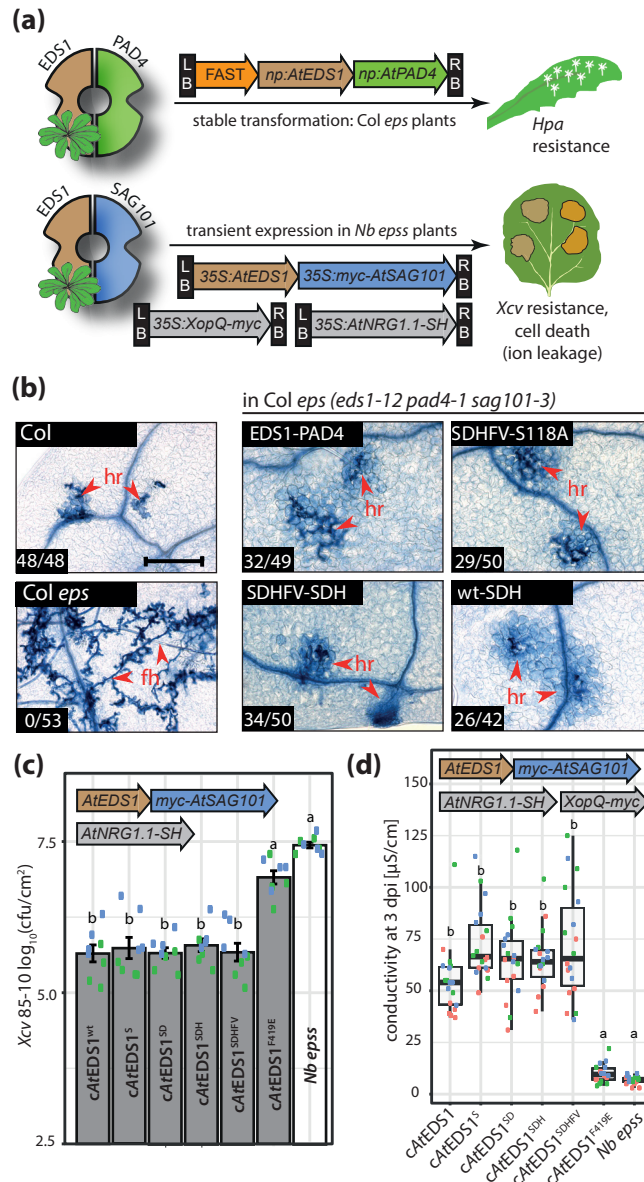 (a)
EDS1
PAD4
L
B
FAST
np:AtEDS1
np:AtPAD4
R
B
stable transformation: Col eps plants
Hpa
resistance
EDS1
SAG101
transient expression in Nb epss plants
L
B
35S:AtEDS1
35S:myc-AtSAG101
R
B
L
B
35S:XopQ-myc
R
B
L
B
35S:AtNRG1.1-SH
R
B
Xcv resistance,
cell death
(ion leakage)
(b)
in Col eps (eds1-12 pad4-1 sag101-3)
Col
hr
48/48
EDS1-PAD4
hr
32/49
SDHFV-S118A
hr
29/50
Col eps
fh
0/53
SDHFV-SDH
hr
34/50
wt-SDH
hr
26/42
(c)
AtEDS1
myc-AtSAG101
AtNRG1.1-SH
Xcv 85-10 log10(cfu/cm²)
7.5
5.0
2.5
b
b
b
b
b
a
a
cAtEDS1wt
cAtEDS1S
cAtEDS1SD
cAtEDS1SDH
cAtEDS1SDHFV
cAtEDS1F419E
Nb epss
(d)
AtEDS1
myc-AtSAG101
AtNRG1.1-SH
XopQ-myc
conductivity at 3 dpi [µS/cm]
150
125
100
75
50
25
0
b
b
b
b
b
a
a
cAtEDS1
cAtEDS1S
cAtEDS1SD
cAtEDS1SDH
cAtEDS1SDHFV
cAtEDS1F419E
Nb epss